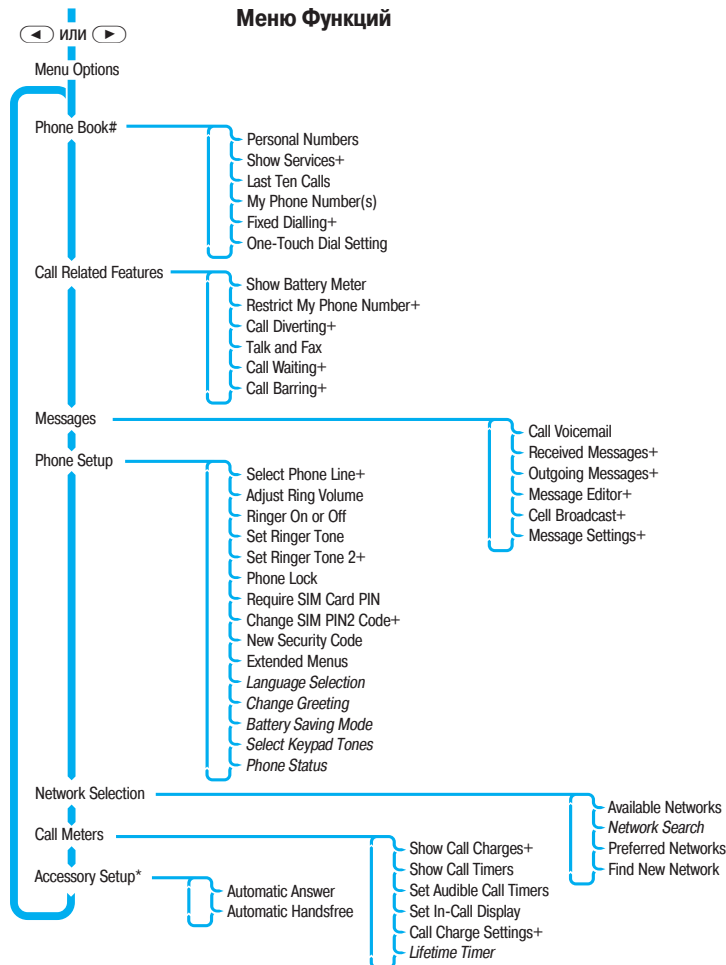 Меню Функций
или
Menu Options
Phone Book#
Personal Numbers
Show Services+
Last Ten Calls
My Phone Number(s)
Fixed Dialling+
One-Touch Dial Setting
Call Related Features
Show Battery Meter
Restrict My Phone Number+
Call Diverting+
Talk and Fax
Call Waiting+
Call Barring+
Messages
Call Voicemail
Received Messages+
Outgoing Messages+
Message Editor+
Cell Broadcast+
Message Settings+
Phone Setup
Select Phone Line+
Adjust Ring Volume
Ringer On or Off
Set Ringer Tone
Set Ringer Tone 2+
Phone Lock
Require SIM Card PIN
Change SIM PIN2 Code+
New Security Code
Extended Menus
Language Selection
Change Greeting
Battery Saving Mode
Select Keypad Tones
Phone Status
Network Selection
Available Networks
Network Search
Preferred Networks
Find New Network
Call Meters
Show Call Charges+
Show Call Timers
Set Audible Call Timers
Set In-Call Display
Call Charge Settings+
Lifetime Timer
Accessory Setup*
Automatic Answer
Automatic Handsfree